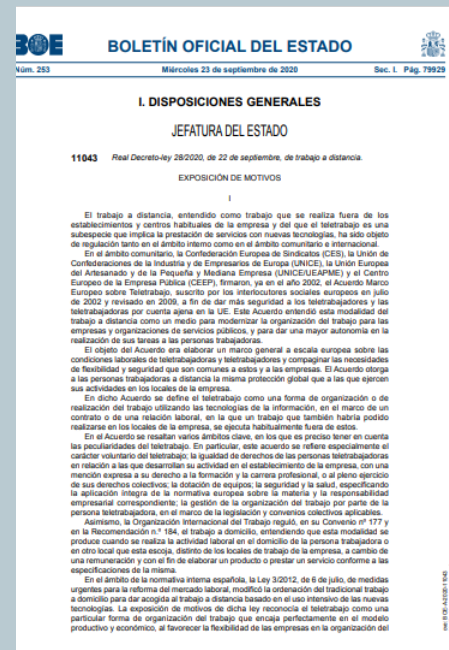 BOE
BOLETÍN OFICIAL DEL ESTADO
Núm. 253
Miércoles 23 de septiembre de 2020
Sec. I. Pág. 79929
I. DISPOSICIONES GENERALES
JEFATURA DEL ESTADO
11043 Real Decreto-ley 28/2020, de 22 de septiembre, de trabajo a distancia.
EXPOSICIÓN DE MOTIVOS
I
El trabajo a distancia, entendido como trabajo que se realiza fuera de los
establecimientos y centros habituales de la empresa y del que el teletrabajo es una
subespecie que implica la prestación de servicios con nuevas tecnologías, ha sido objeto
de regulación tanto en el ámbito interno como en el ámbito comunitario e internacional.
En el ámbito comunitario, la Confederación Europea de Sindicatos (CES), la Unión de
Confederaciones de la Industria y de Empresarios de Europa (UNICE), la Unión Europea
del Artesanado y de la Pequeña y Mediana Empresa (UNICE/UEAPME) y el Centro
Europeo de la Empresa Pública (CEEP), firmaron, ya en el año 2002, el Acuerdo Marco
Europeo sobre Teletrabajo, suscrito por los interlocutores sociales europeos en julio
de 2002 y revisado en 2009, a fin de dar más seguridad a los teletrabajadores y las
teletrabajadoras por cuenta ajena en la UE. Este Acuerdo entendió esta modalidad del
trabajo a distancia como un medio para modernizar la organización del trabajo para las
empresas y organizaciones de servicios públicos, y para dar una mayor autonomía en la
realización de sus tareas a las personas trabajadoras.
El objeto del Acuerdo era elaborar un marco general a escala europea sobre las
condiciones laborales de teletrabajadoras y teletrabajadores y compaginar las necesidades
de flexibilidad y seguridad que son comunes a estos y a las empresas. El Acuerdo otorga
a las personas trabajadoras a distancia la misma protección global que a las que ejercen
sus actividades en los locales de la empresa.
En dicho Acuerdo se define el teletrabajo como una forma de organización o de
realización del trabajo utilizando las tecnologías de la información, en el marco de un
contrato o de una relación laboral, en la que un trabajo que también habría podido
realizarse en los locales de la empresa, se ejecuta habitualmente fuera de estos.
En el Acuerdo se resaltan varios ámbitos clave, en los que es preciso tener en cuenta
las peculiaridades del teletrabajo. En particular, este acuerdo se refiere especialmente el
carácter voluntario del teletrabajo; la igualdad de derechos de las personas teletrabajadoras
en relación a las que desarrollan su actividad en el establecimiento de la empresa, con una
mención expresa a su derecho a la formación y la carrera profesional, o al pleno ejercicio
de sus derechos colectivos; la dotación de equipos; la seguridad y la salud, especificando
la aplicación íntegra de la normativa europea sobre la materia y la responsabilidad
empresarial correspondiente; la gestión de la organización del trabajo por parte de la
persona teletrabajadora, en el marco de la legislación y convenios colectivos aplicables.
Asimismo, la Organización Internacional del Trabajo reguló, en su Convenio nº 177 y
en la Recomendación n.º 184, el trabajo a domicilio, entendiendo que esta modalidad se
produce cuando se realiza la actividad laboral en el domicilio de la persona trabajadora o
en otro local que esta escoja, distinto de los locales de trabajo de la empresa, a cambio de
una remuneración y con el fin de elaborar un producto o prestar un servicio conforme a las
especificaciones de la misma.
En el ámbito de la normativa interna española, la Ley 3/2012, de 6 de julio, de medidas
urgentes para la reforma del mercado laboral, modificó la ordenación del tradicional trabajo
a domicilio para dar acogida al trabajo a distancia basado en el uso intensivo de las nuevas
tecnologías. La exposición de motivos de dicha ley reconocía el teletrabajo como una
particular forma de organización del trabajo que encaja perfectamente en el modelo
productivo y económico, al favorecer la flexibilidad de las empresas en la organización del
cve: BOE-A-2020-11043